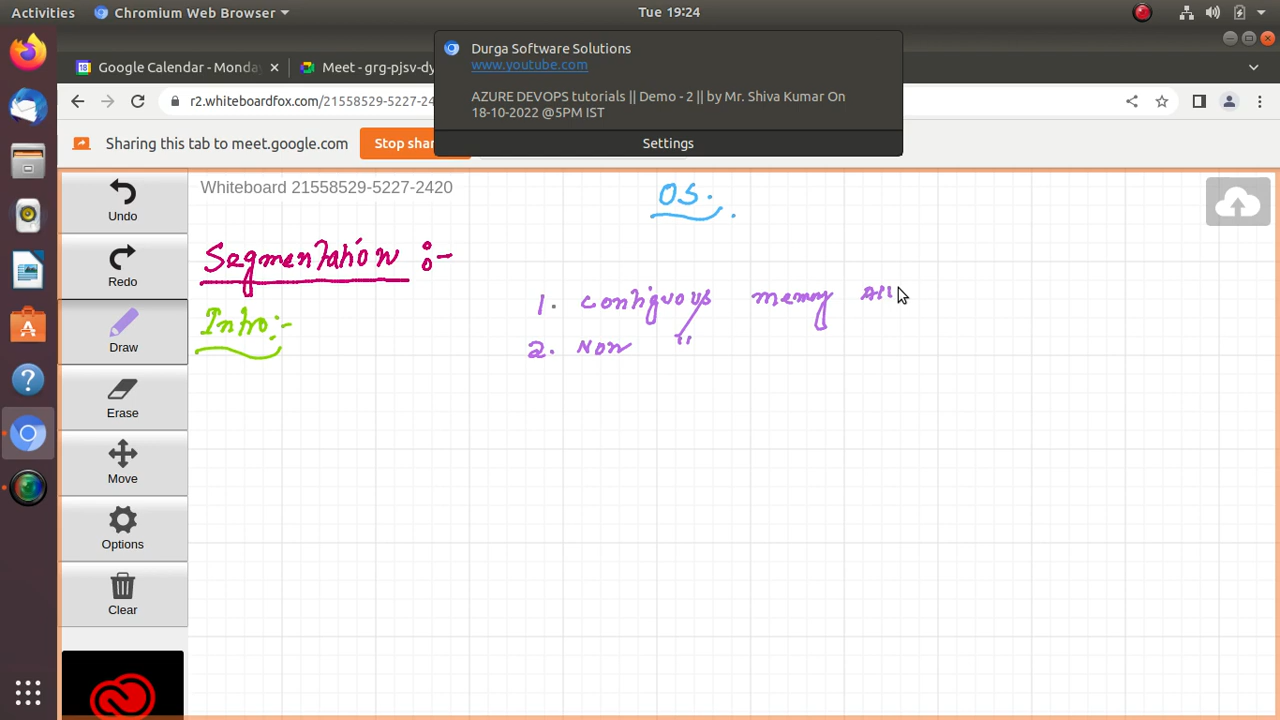 Activities Chromium Web Browser Tue 19:24
Durga Software Solutions
www.youtube.com
AZURE DEVOPS tutorials || Demo - 2 || by Mr. Shiva Kumar On
18-10-2022 @5PM IST
Settings
Google Calendar - Monday Meet - grg-pjsv-dy
r2.whiteboardfox.com/21558529-5227-24
Sharing this tab to meet.google.com Stop shar
Whiteboard 21558529-5227-2420
OS.
Undo
Segmentation :-
Redo
1. Contiguous memory All
Intro:-
Draw
2. Non "
Erase
Move
Options
Clear